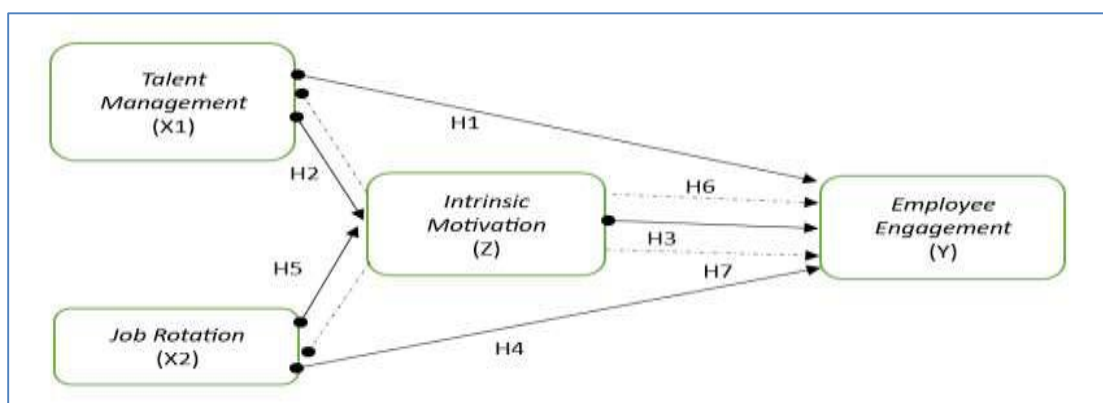 Talent
Management
(X1)
H1
H2
Intrinsic
Motivation
(Z)
H6
H3
H7
Employee
Engagement
(Y)
H5
Job Rotation
(X2)
H4